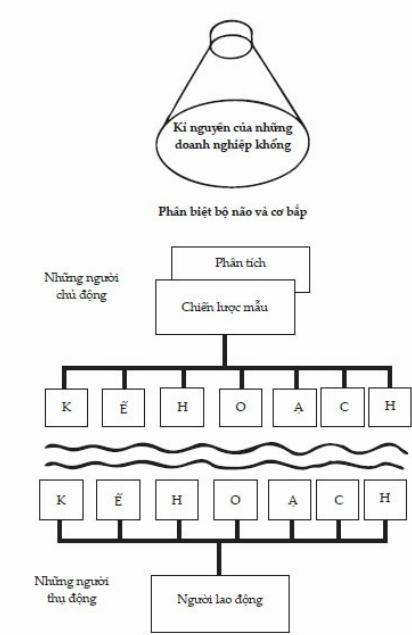 Kỉ nguyên của những
doanh nghiệp khổng
Phân biệt bộ não và cơ bắp
Những người
chủ động
Phân tích
Chiến lược mẫu
K Ế H O Ạ C H
K Ế H O Ạ C H
Những người
thụ động
Người lao động